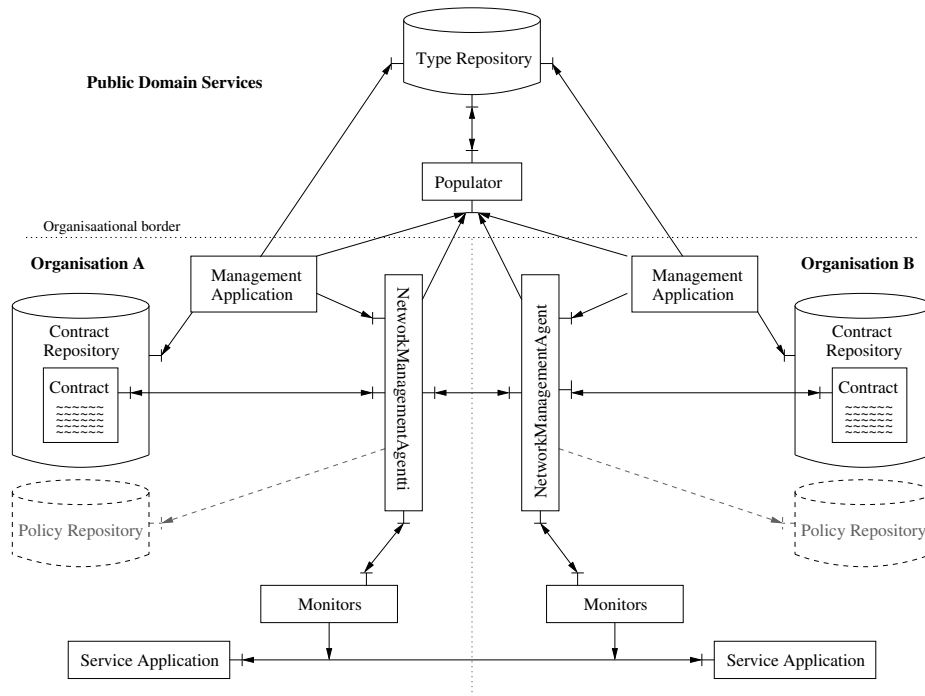 Type Repository
Public Domain Services
Populator
Organisaational border
Organisation A
Organisation B
Management
Application
Management
Application
NetworkManagementAgentti
NetworkManagementAgent
Contract
Repository
Contract
~~~~~~
~~~~~~
~~~~~~
~~~~~~
Contract
Repository
Contract
~~~~~~
~~~~~~
~~~~~~
~~~~~~
Policy Repository
Policy Repository
Monitors
Monitors
Service Application
Service Application